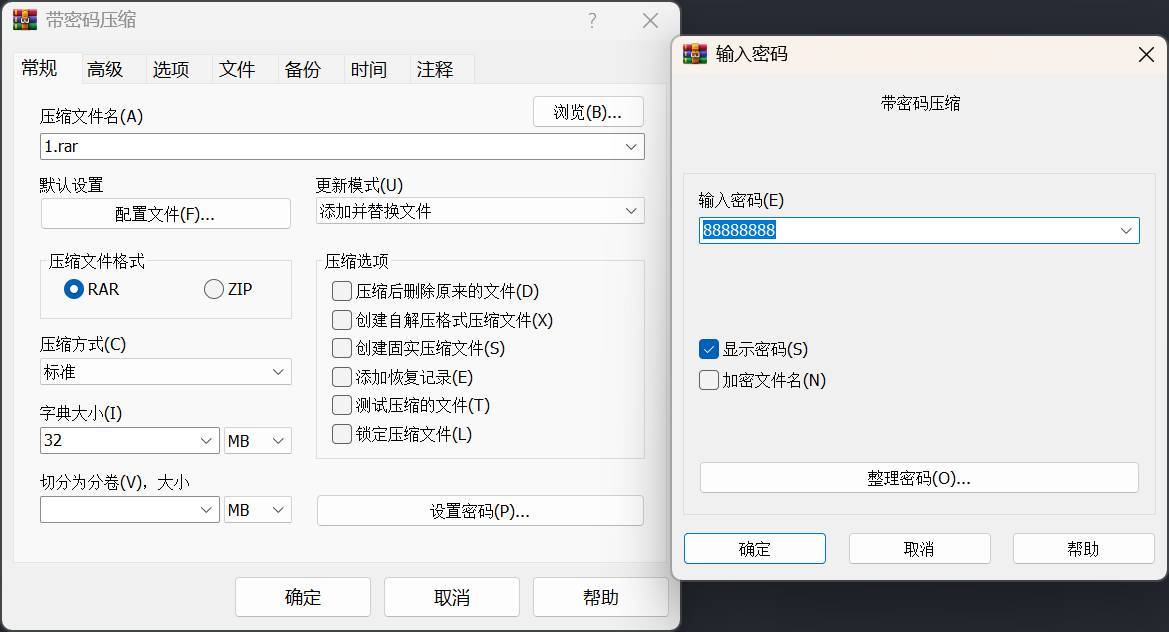 带密码压缩
常规 高级 选项 文件 备份 时间 注释
压缩文件名(A)
浏览(B)...
1.rar
默认设置
配置文件(F)...
更新模式(U)
添加并替换文件
压缩文件格式
RAR
ZIP
压缩方式(C)
标准
字典大小(I)
32
MB
切分为分卷(V)，大小
MB
压缩选项
压缩后删除原来的文件(D)
创建自解压格式压缩文件(X)
创建固实压缩文件(S)
添加恢复记录(E)
测试压缩的文件(T)
锁定压缩文件(L)
设置密码(P)...
确定 取消 帮助
输入密码
带密码压缩
输入密码(E)
88888888
显示密码(S)
加密文件名(N)
整理密码(O)...
确定 取消 帮助